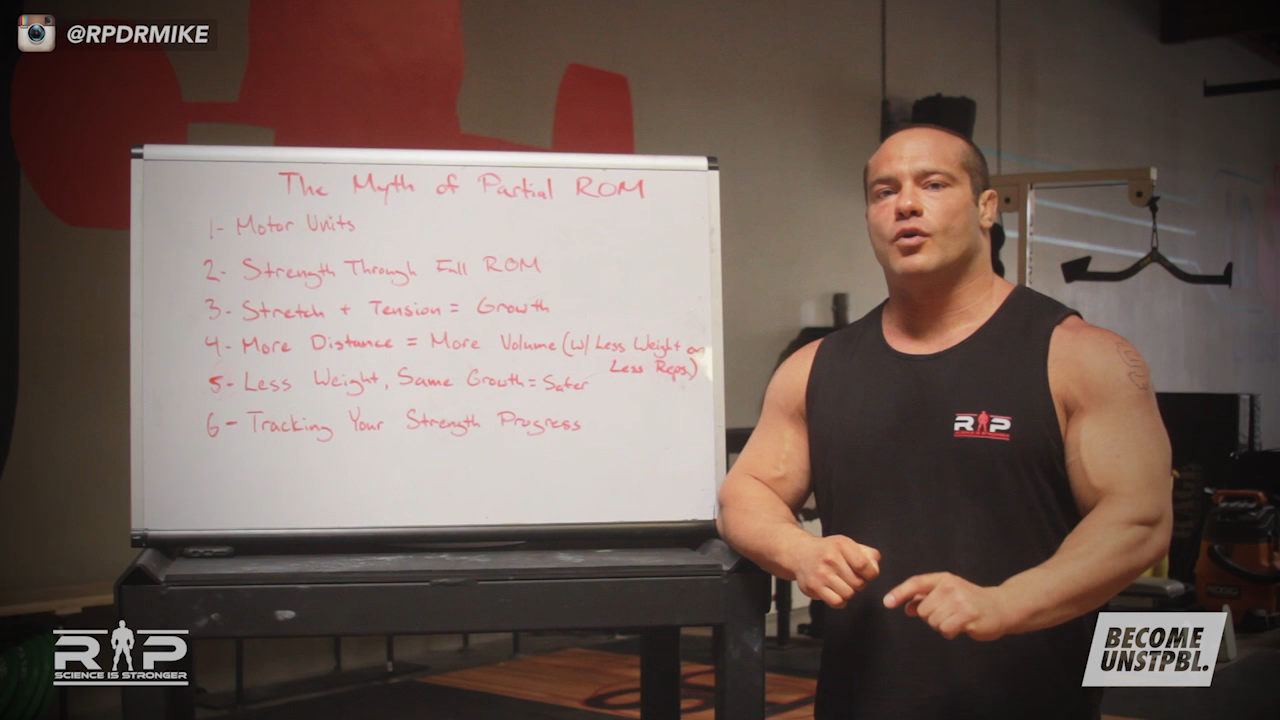 @RPDRMIKE
The Myth of Partial ROM
1- Motor Units
2- Strength Through Full ROM
3- Stretch + Tension = Growth
4- More Distance = More Volume (w/ Less Weight or
Less Reps)
5- Less Weight, Same Growth = Safer
6- Tracking Your Strength Progress
RP
RP
SCIENCE IS STRONGER
BECOME
UNSTPBL.